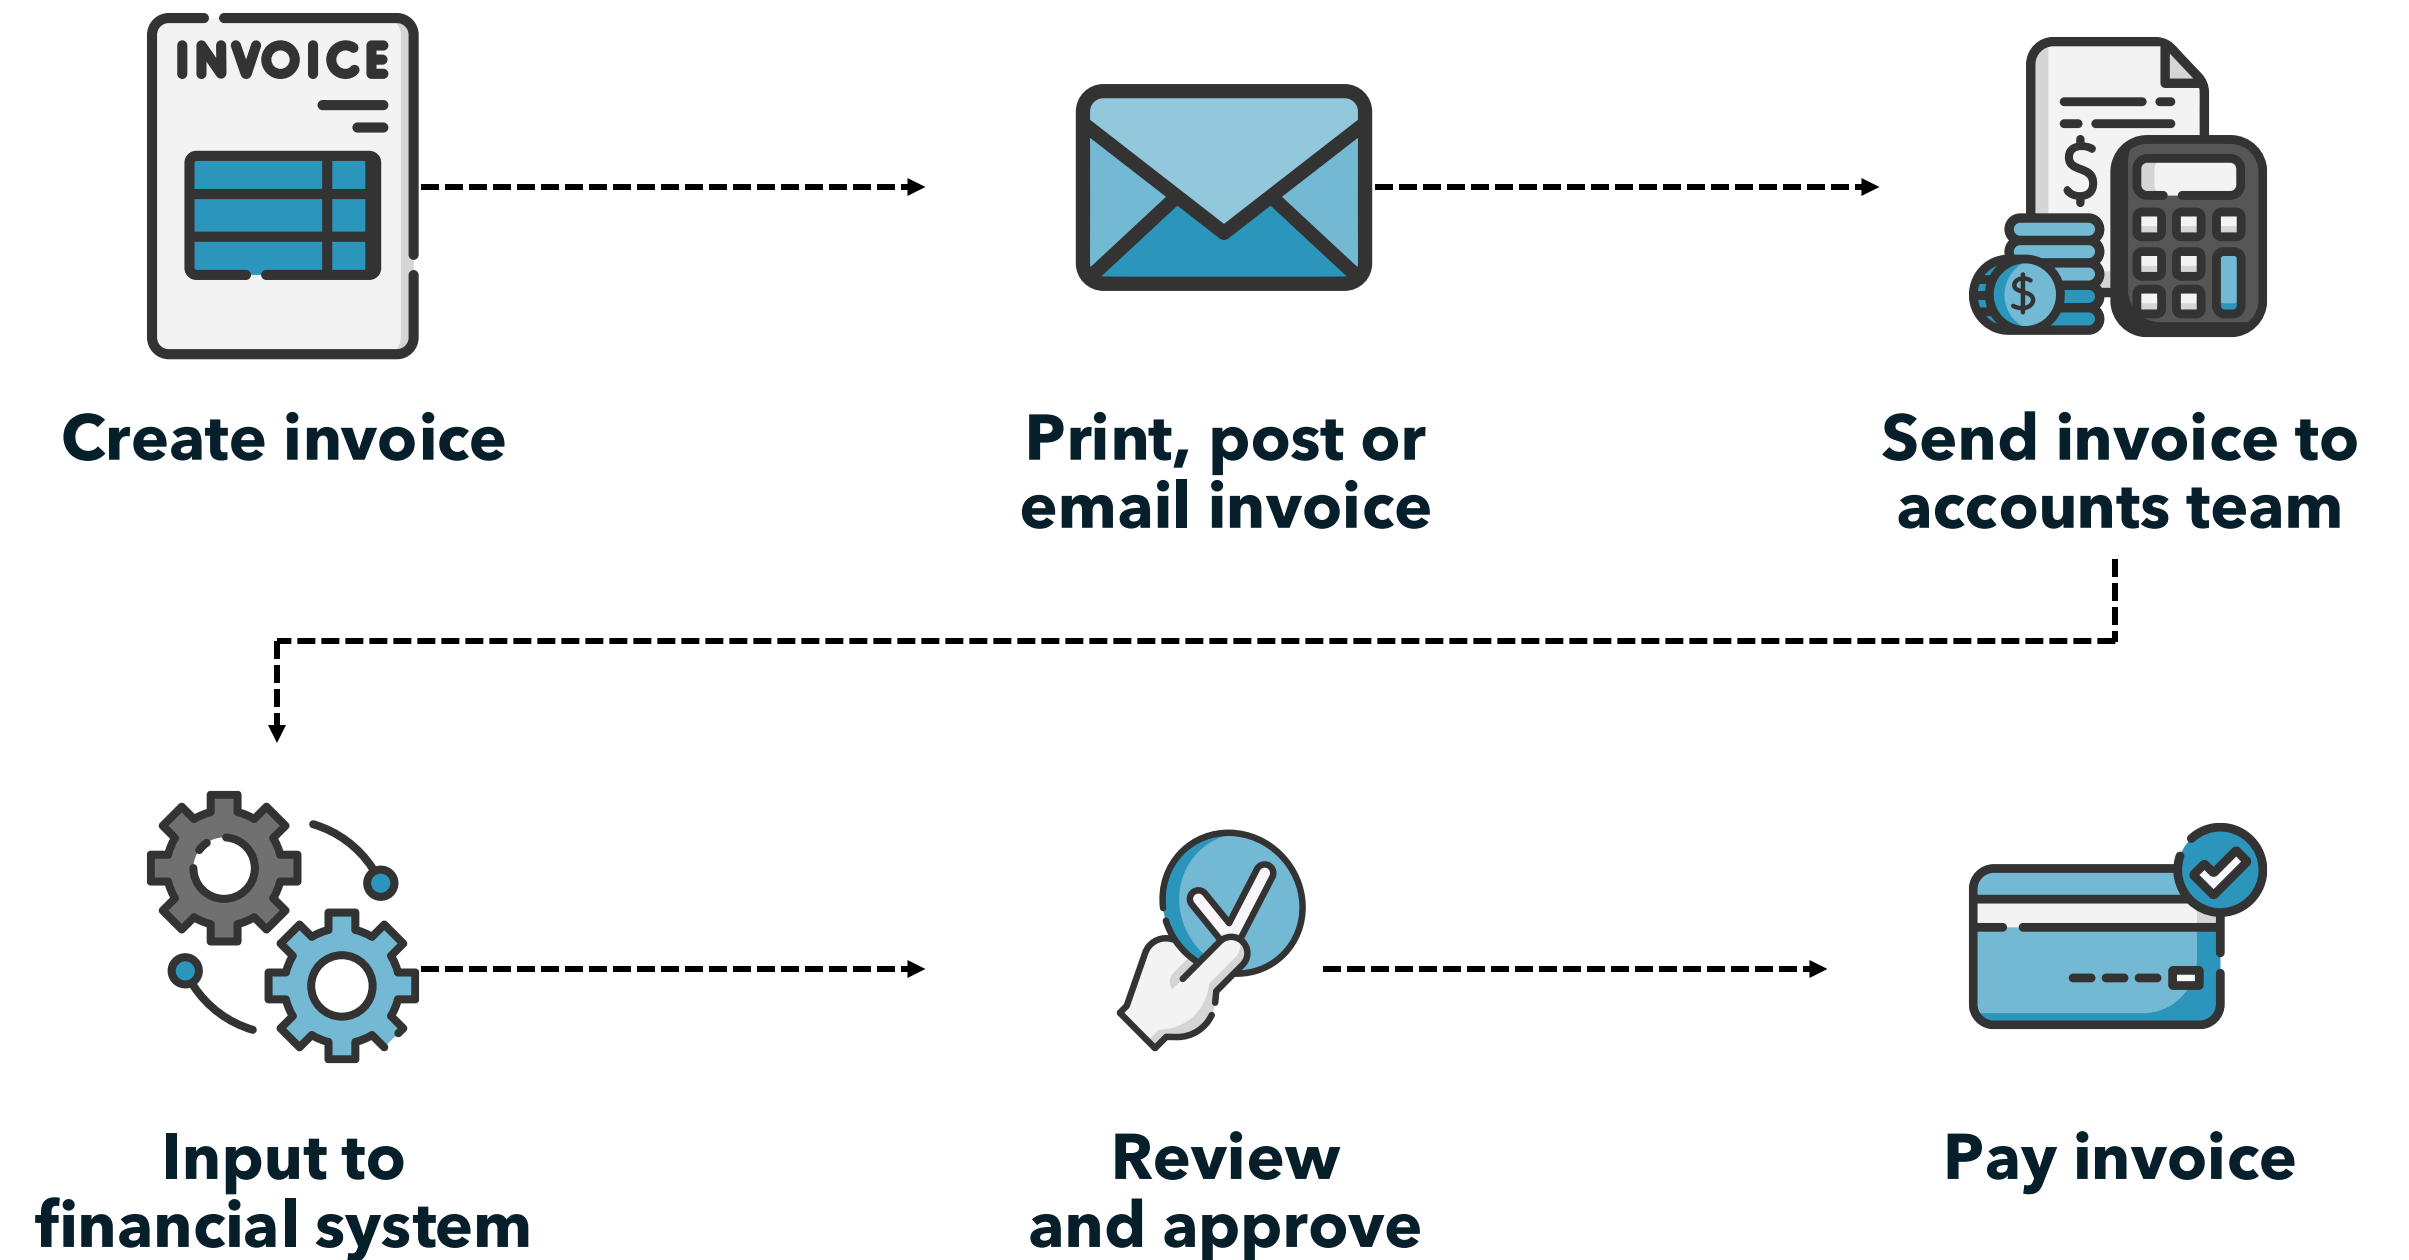 INVOICE
$
$
Create invoice
Print, post or
email invoice
Send invoice to
accounts team
Input to
financial system
Review
and approve
Pay invoice